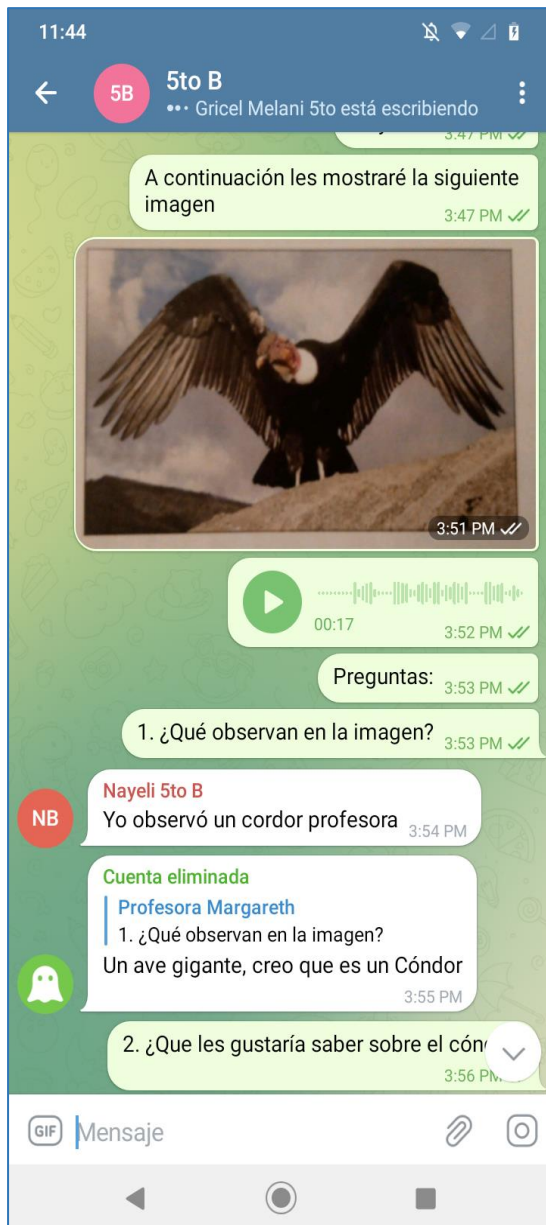 11:44
5B
5to B
Gricel Melani 5to está escribiendo
3:47 PM
A continuación les mostraré la siguiente
imagen
3:47 PM
3:51 PM
00:17
3:52 PM
Preguntas:
3:53 PM
1. ¿Qué observan en la imagen?
3:53 PM
NB
Nayeli 5to B
Yo observó un cordor profesora
3:54 PM
Cuenta eliminada
Profesora Margareth
1. ¿Qué observan en la imagen?
Un ave gigante, creo que es un Cóndor
3:55 PM
2. ¿Que les gustaría saber sobre el cón
3:56 PM
GIF
Mensaje